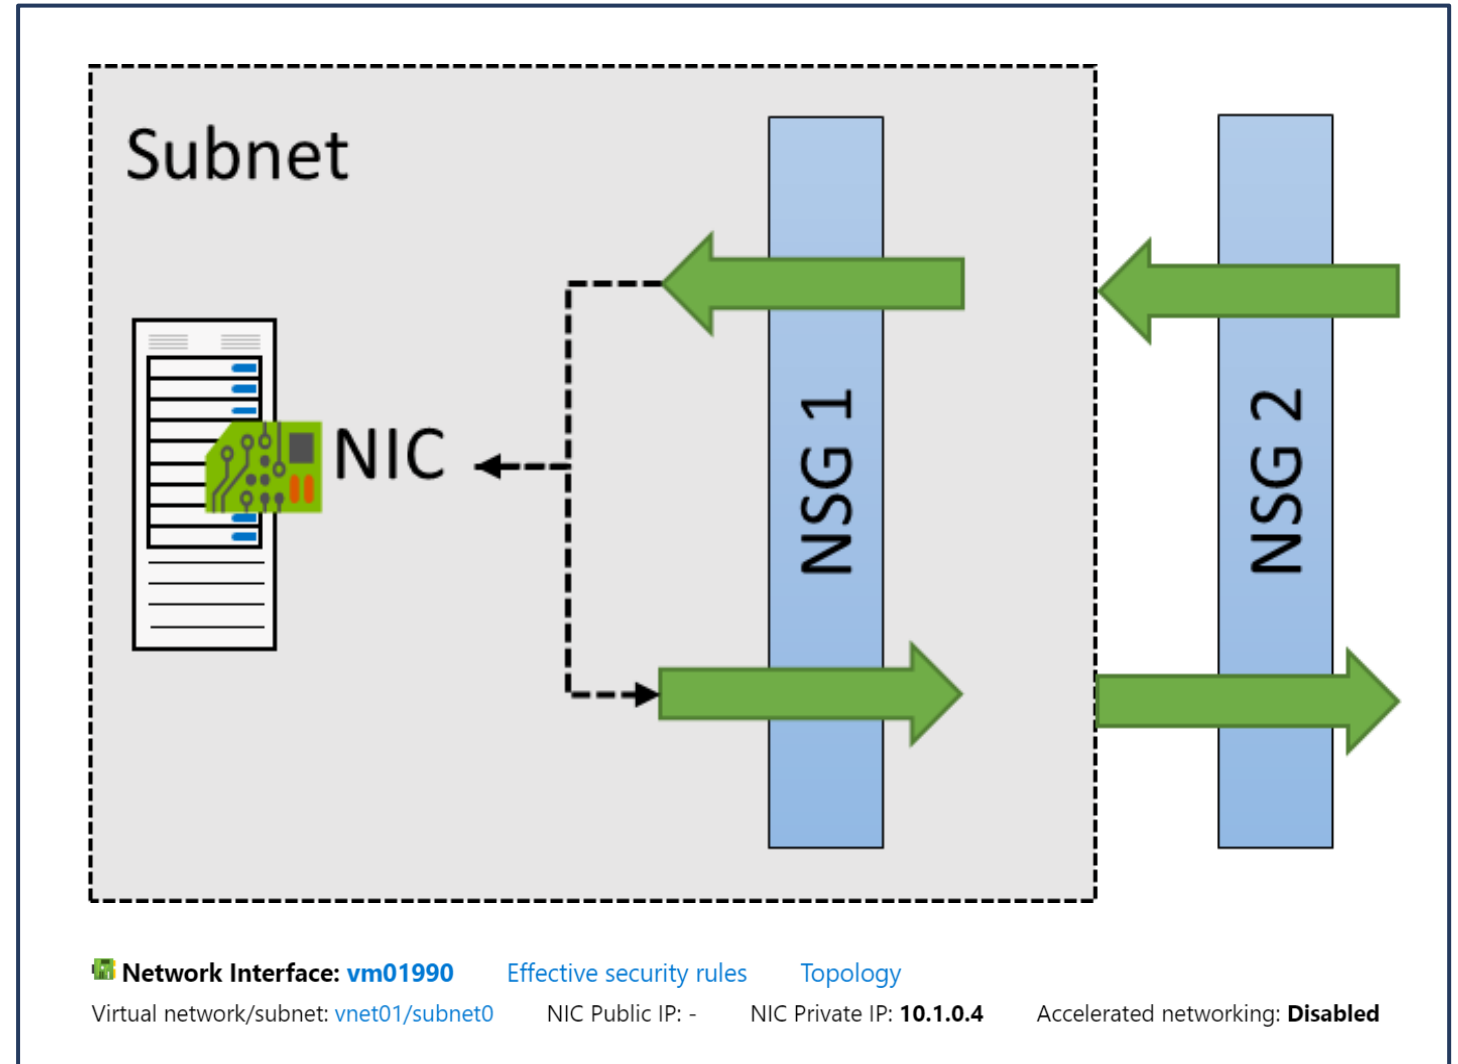 Subnet
NIC
NSG 1
NSG 2
Network Interface: vm01990 Effective security rules Topology
Virtual network/subnet: vnet01/subnet0 NIC Public IP: - NIC Private IP: 10.1.0.4 Accelerated networking: Disabled